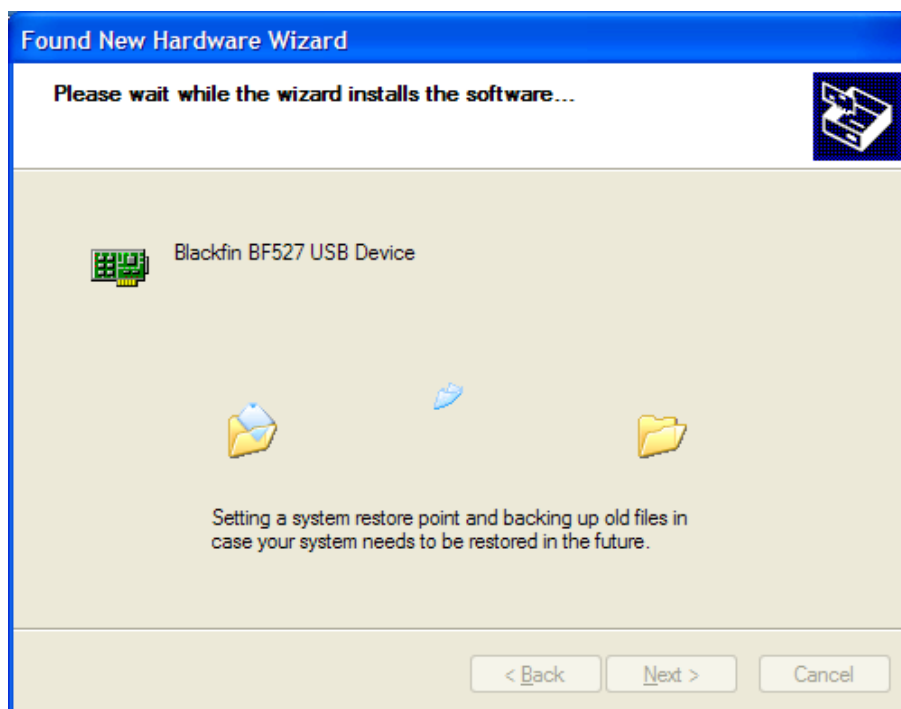 Found New Hardware Wizard
Please wait while the wizard installs the software...
Blackfin BF527 USB Device
Setting a system restore point and backing up old files in
case your system needs to be restored in the future.
< Back
Next >
Cancel